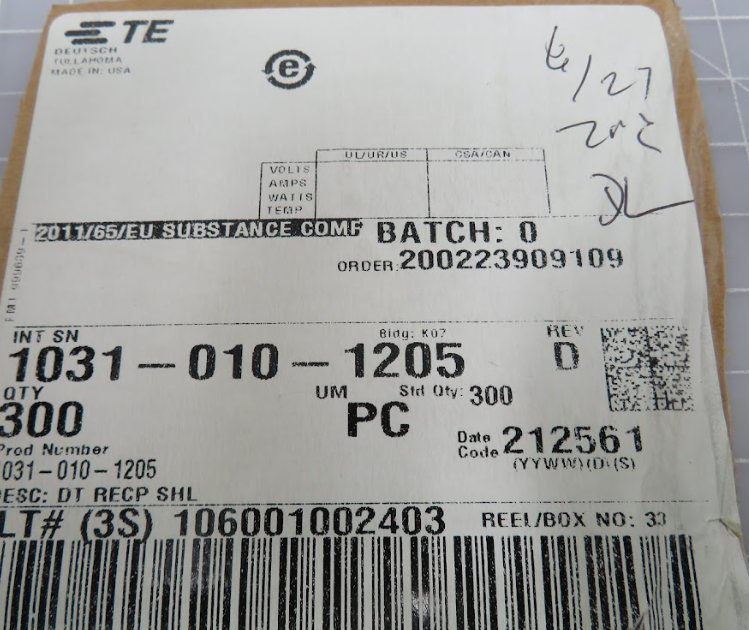 TE
DEUTSCH
TULLAHOMA
MADE IN: USA
e
6/27
DL
UL/UR/US CSA/CAN
VOLTS
AMPS
WATTS
TEMP
2011/65/EU SUBSTANCE COMP
BATCH: 0
ORDER: 200223909109
INT SN Bldg: K07 REV
1031-010-1205 D
QTY UM Std Qty: 300
300 PC
Date Code 212561
(YYWW)(D)(S)
Prod Number
1031-010-1205
DESC: DT RECP SHL
LT# (3S) 106001002403 REEL/BOX NO: 33